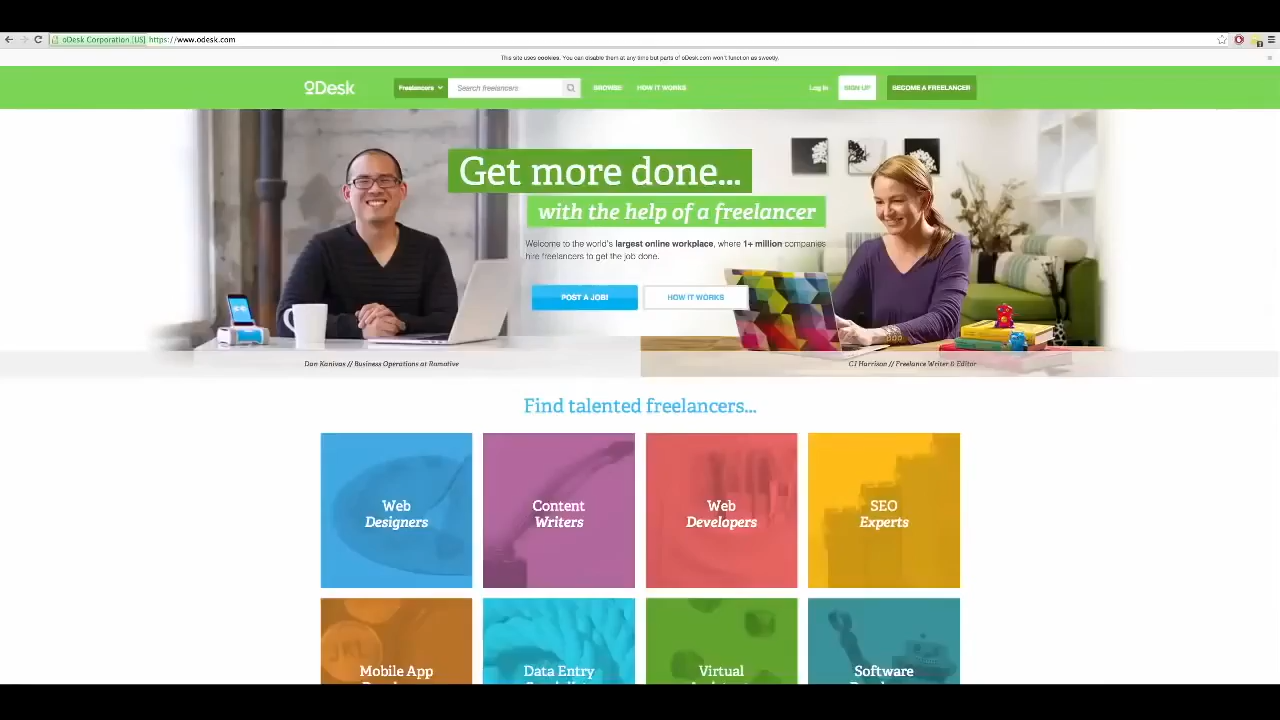 oDesk Corporation [US] https://www.odesk.com
This site uses cookies. You can disable them at any time but parts of oDesk.com won't function as sweetly.
oDesk
Freelancers
Search freelancers
BROWSE
HOW IT WORKS
Log In
SIGN UP
BECOME A FREELANCER
Get more done...
with the help of a freelancer
Welcome to the world's largest online workplace, where 1+ million companies
hire freelancers to get the job done.
POST A JOB!
HOW IT WORKS
Dan Kanivas // Business Operations at Rumative
CJ Harrison // Freelance Writer & Editor
Find talented freelancers...
Web
Designers
Content
Writers
Web
Developers
SEO
Experts
Mobile App
Data Entry
Virtual
Software